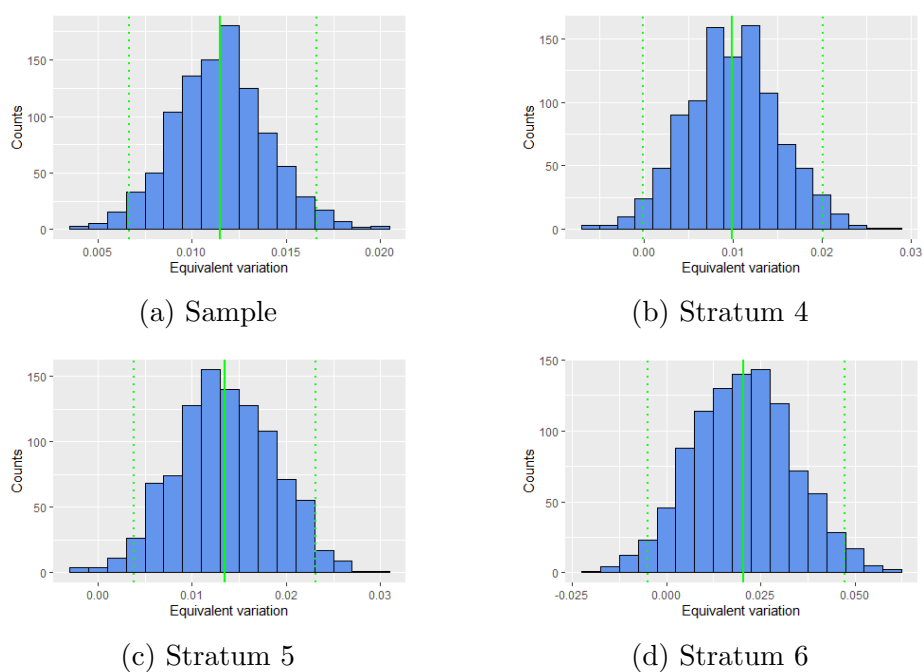 150
100
50
0
Counts
0.005
0.010
0.015
0.020
Equivalent variation
(a) Sample
150
100
50
0
Counts
0.00
0.01
0.02
0.03
Equivalent variation
(b) Stratum 4
150
100
50
0
Counts
0.00
0.01
0.02
0.03
Equivalent variation
(c) Stratum 5
150
100
50
0
Counts
-0.025
0.000
0.025
0.050
Equivalent variation
(d) Stratum 6